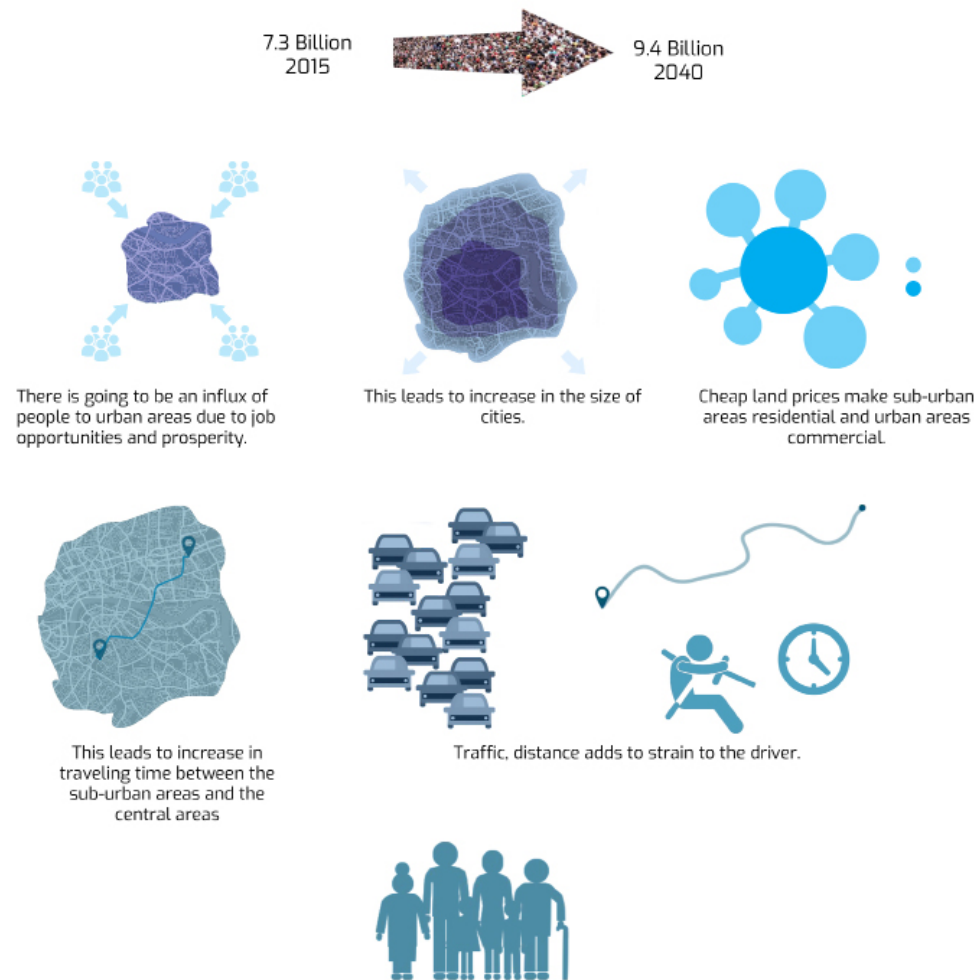 7.3 Billion
2015
9.4 Billion
2040
There is going to be an influx of
people to urban areas due to job
opportunities and prosperity.
This leads to increase in the size of
cities.
Cheap land prices make sub-urban
areas residential and urban areas
commercial.
This leads to increase in
traveling time between the
sub-urban areas and the
central areas
Traffic, distance adds to strain to the driver.